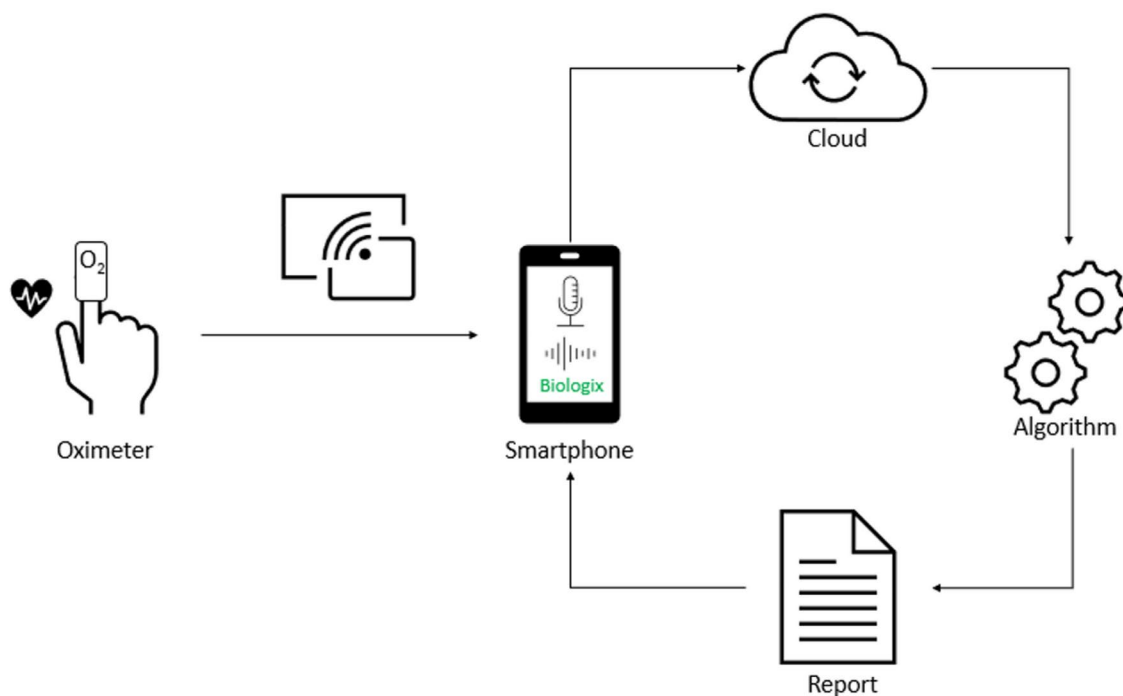 Cloud
O₂
Biologix
Oximeter
Smartphone
Algorithm
Report